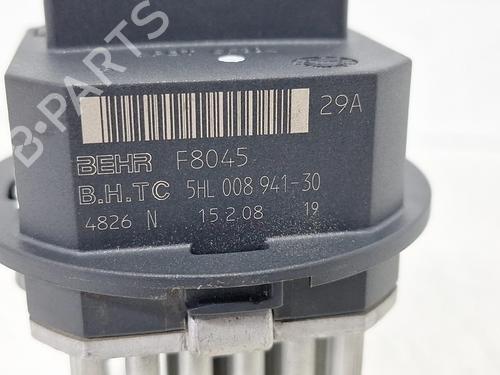 29A
BEHR F8045
B.H.TC 5HL 008 941-30
4826 N 15.2.08 19
B-PARTS